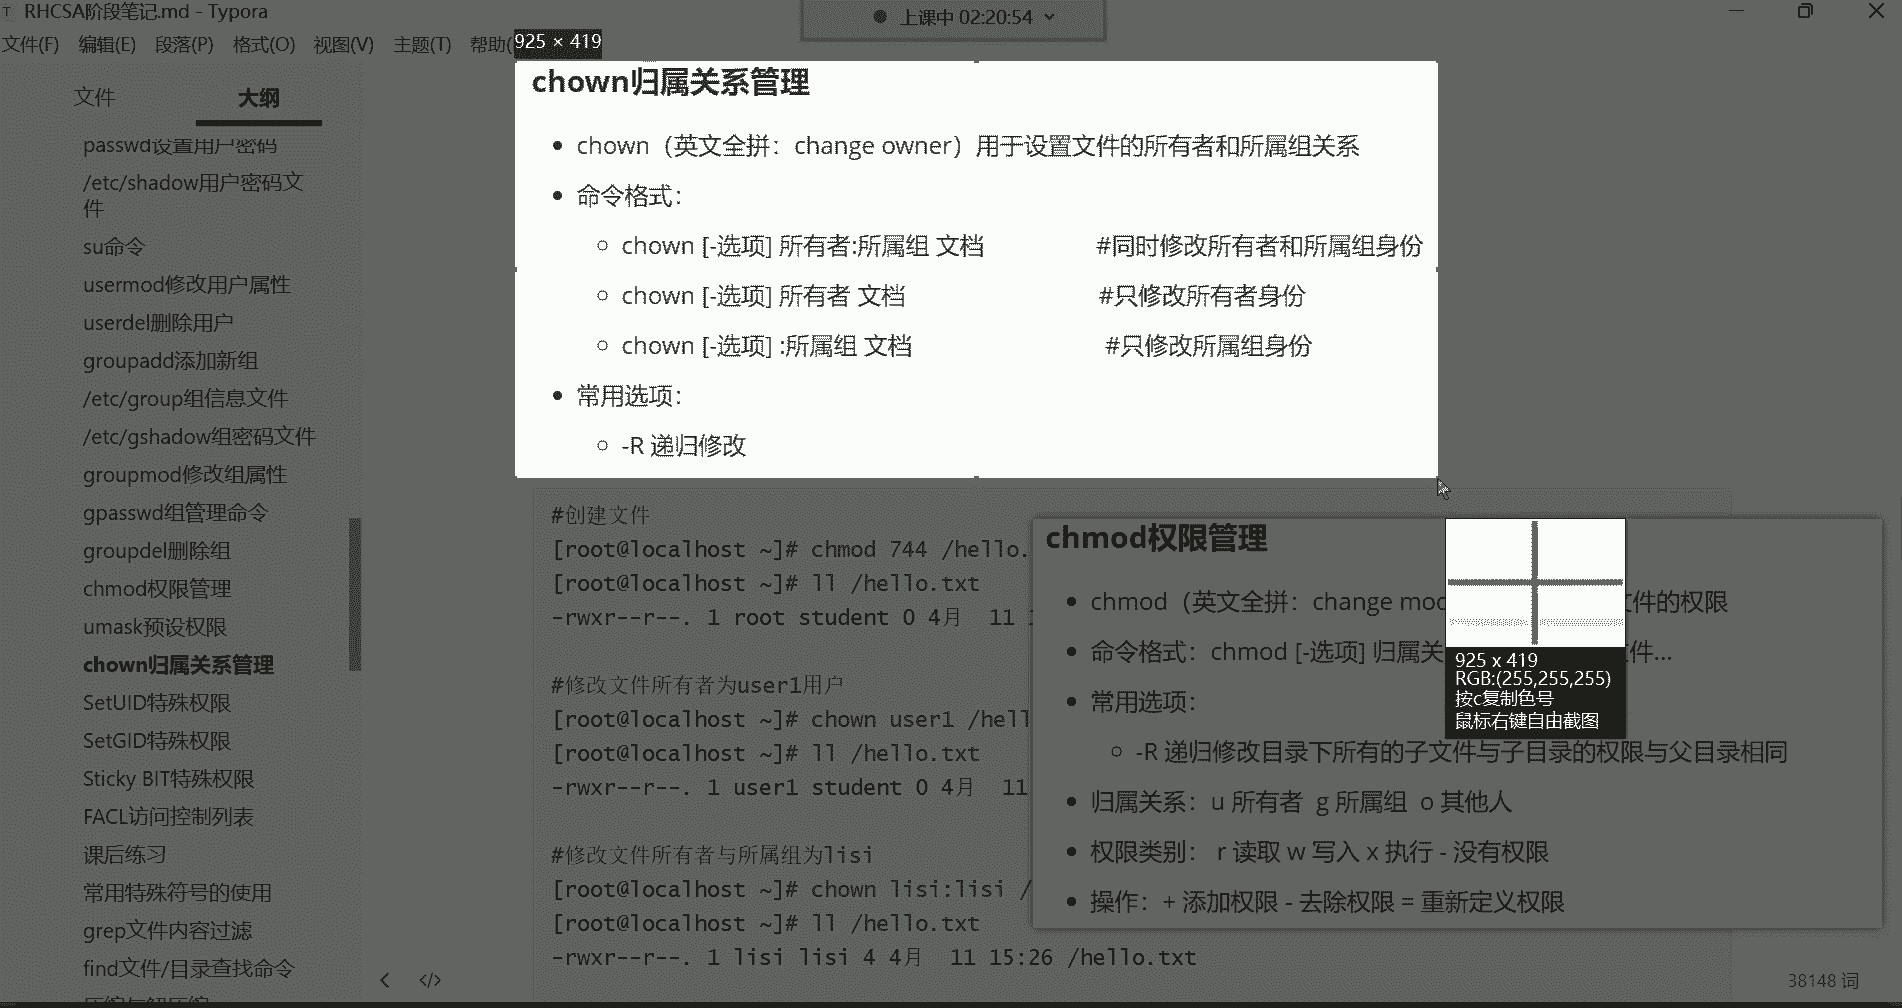 RHCSA阶段笔记.md - Typora
上课中 02:20:54
文件(F) 编辑(E) 段落(P) 格式(O) 视图(V) 主题(T) 帮助(
925 × 419
文件
大纲
passwd设置用户密码
/etc/shadow用户密码文
件
su命令
usermod修改用户属性
userdel删除用户
groupadd添加新组
/etc/group组信息文件
/etc/gshadow组密码文件
groupmod修改组属性
gpasswd组管理命令
groupdel删除组
chmod权限管理
umask预设权限
chown归属关系管理
SetUID特殊权限
SetGID特殊权限
Sticky BIT特殊权限
FACL访问控制列表
课后练习
常用特殊符号的使用
grep文件内容过滤
find文件/目录查找命令
chown归属关系管理
chown（英文全拼：change owner）用于设置文件的所有者和所属组关系
命令格式：
chown [-选项] 所有者:所属组 文档 #同时修改所有者和所属组身份
chown [-选项] 所有者 文档 #只修改所有者身份
chown [-选项] :所属组 文档 #只修改所属组身份
常用选项：
-R 递归修改
#创建文件
[root@localhost ~]# chmod 744 /hello.
[root@localhost ~]# ll /hello.txt
-rwxr--r--. 1 root student 0 4月 11
#修改文件所有者为user1用户
[root@localhost ~]# chown user1 /hell
[root@localhost ~]# ll /hello.txt
-rwxr--r--. 1 user1 student 0 4月 11
#修改文件所有者与所属组为lisi
[root@localhost ~]# chown lisi:lisi /
[root@localhost ~]# ll /hello.txt
-rwxr--r--. 1 lisi lisi 4 4月 11 15:26 /hello.txt
chmod权限管理
chmod（英文全拼：change mod 文件的权限
命令格式：chmod [-选项] 归属关 件...
常用选项：
-R 递归修改目录下所有的子文件与子目录的权限与父目录相同
归属关系：u 所有者 g 所属组 o 其他人
权限类别： r 读取 w 写入 x 执行 - 没有权限
操作：+ 添加权限 - 去除权限 = 重新定义权限
925 x 419
RGB:(255,255,255)
按c复制色号
鼠标右键自由截图
38148 词